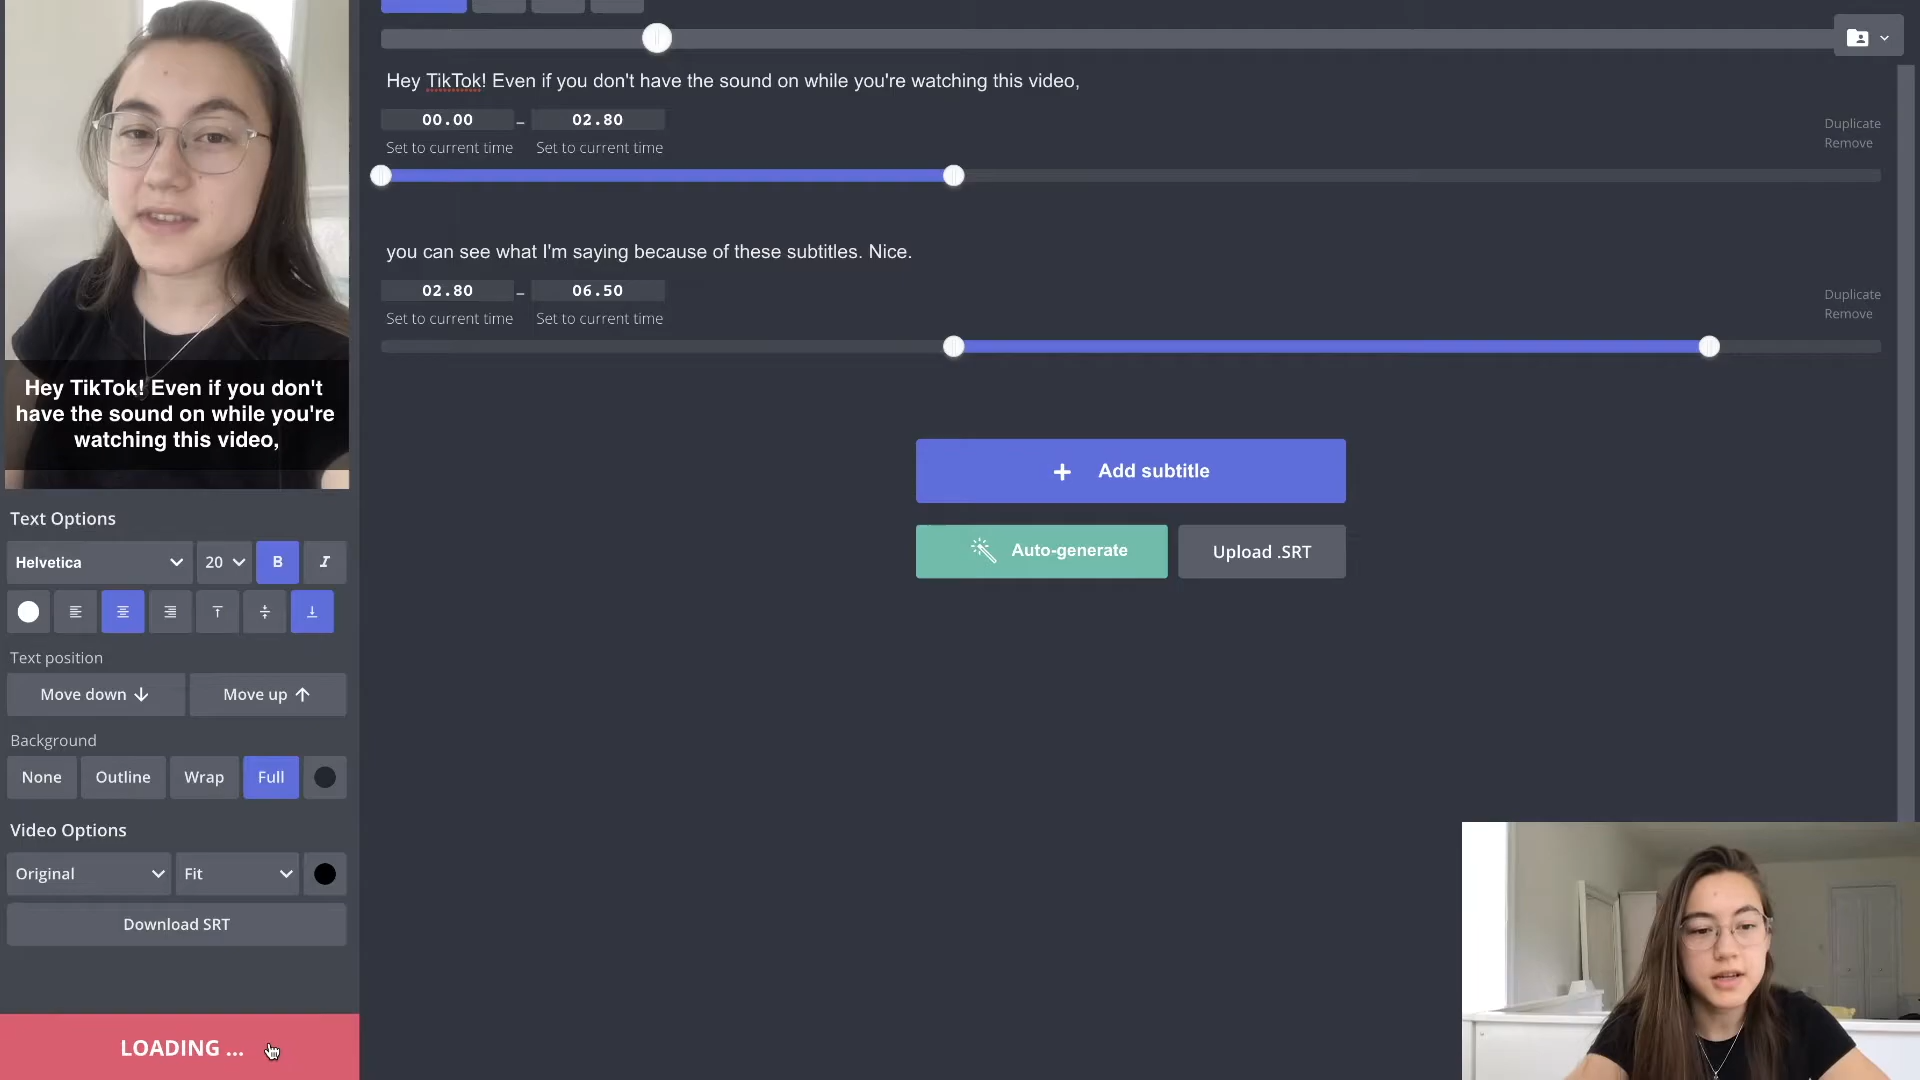 Hey TikTok! Even if you don't have the sound on while you're watching this video,
00.00 – 02.80
Set to current time Set to current time
Duplicate
Remove
you can see what I'm saying because of these subtitles. Nice.
02.80 – 06.50
Set to current time Set to current time
Duplicate
Remove
+ Add subtitle
Auto-generate
Upload .SRT
Hey TikTok! Even if you don't
have the sound on while you're
watching this video,
Text Options
Helvetica 20 B I
Text position
Move down ↓ Move up ↑
Background
None Outline Wrap Full
Video Options
Original Fit
Download SRT
LOADING ...